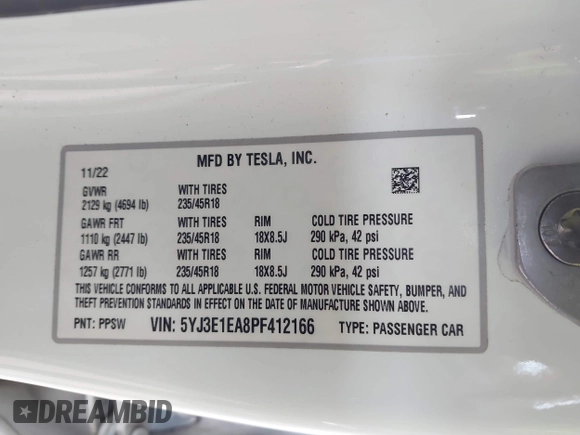 MFD BY TESLA, INC.
11/22
GVWR WITH TIRES
2129 kg (4694 lb) 235/45R18
GAWR FRT WITH TIRES RIM COLD TIRE PRESSURE
1110 kg (2447 lb) 235/45R18 18X8.5J 290 kPa, 42 psi
GAWR RR WITH TIRES RIM COLD TIRE PRESSURE
1257 kg (2771 lb) 235/45R18 18X8.5J 290 kPa, 42 psi
THIS VEHICLE CONFORMS TO ALL APPLICABLE U.S. FEDERAL MOTOR VEHICLE SAFETY, BUMPER, AND
THEFT PREVENTION STANDARDS IN EFFECT ON THE DATE OF MANUFACTURE SHOWN ABOVE.
PNT: PPSW VIN: 5YJ3E1EA8PF412166 TYPE: PASSENGER CAR
DREAMBID